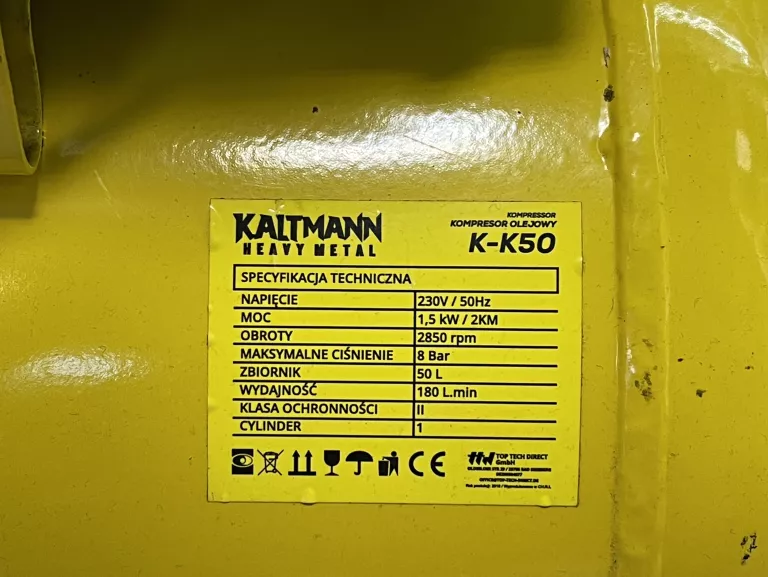 KALTMANN
HEAVY METAL
KOMPRESSOR
KOMPRESOR OLEJOWY
K-K50
SPECYFIKACJA TECHNICZNA
NAPIĘCIE 230V / 50Hz
MOC 1,5 kW / 2KM
OBROTY 2850 rpm
MAKSYMALNE CIŚNIENIE 8 Bar
ZBIORNIK 50 L
WYDAJNOŚĆ 180 L.min
KLASA OCHRONNOŚCI II
CYLINDER 1
CE
TOP TECH DIRECT
GmbH